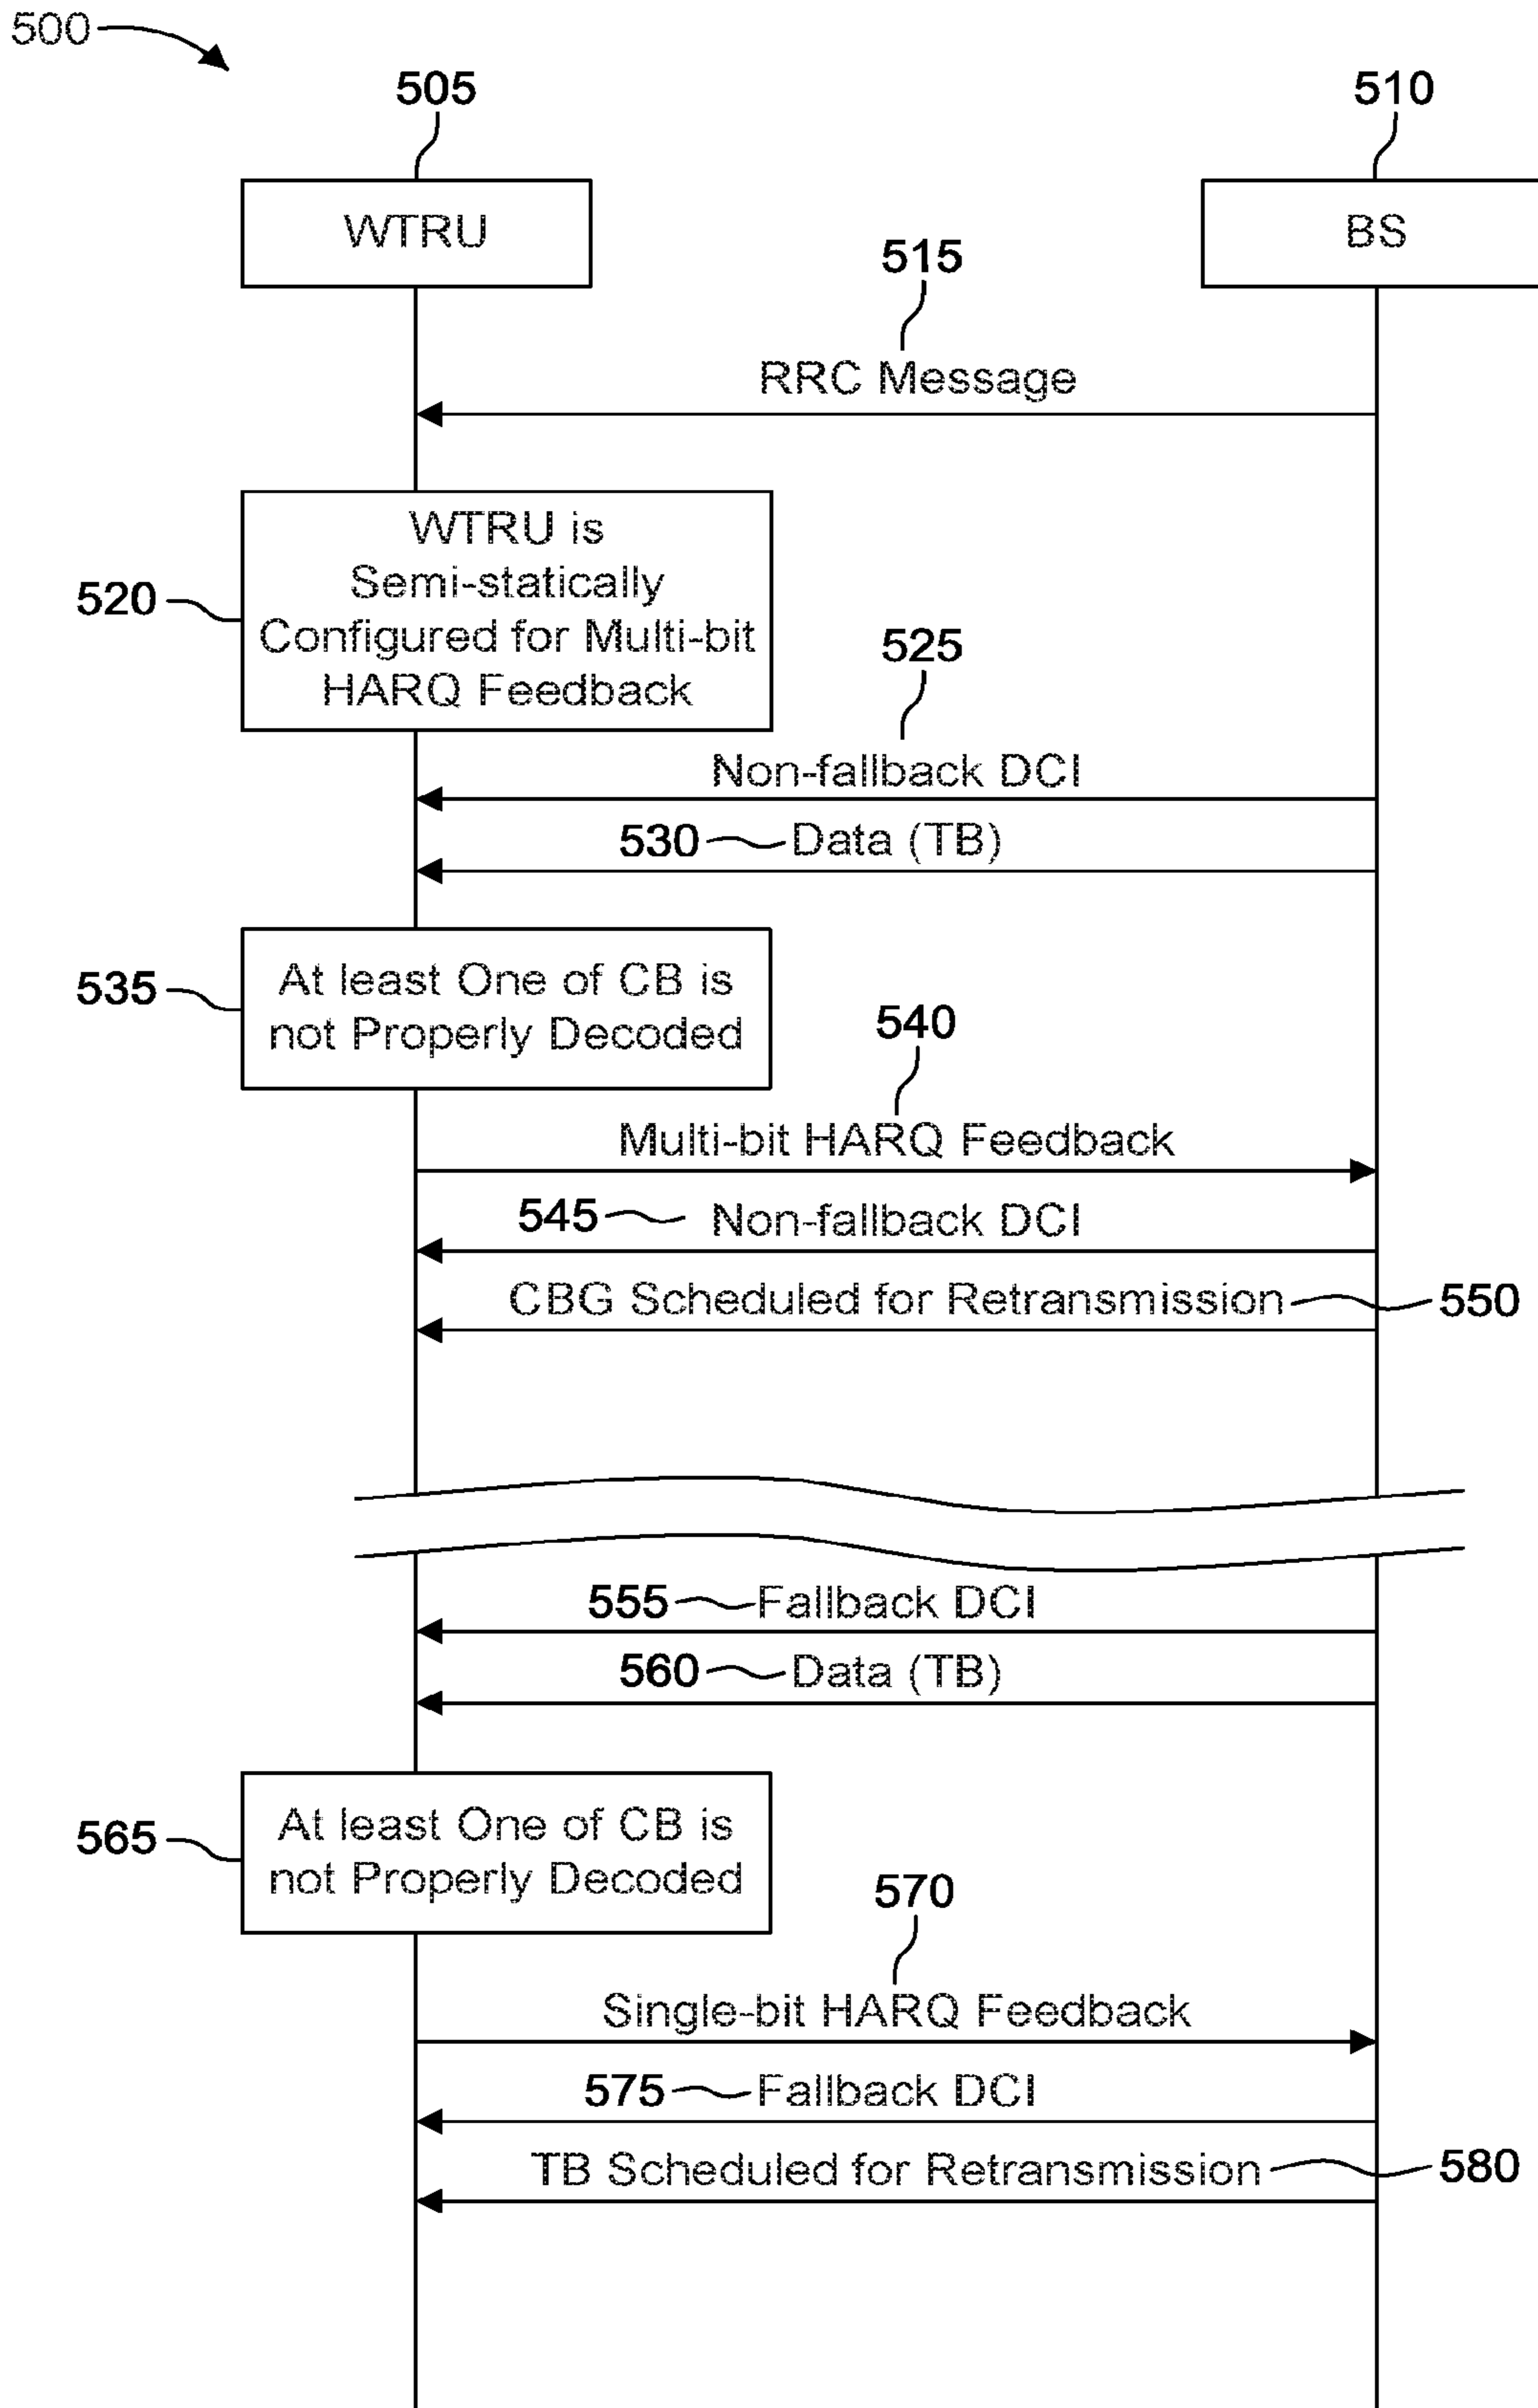 500
505
510
WTRU
BS
515
RRC Message
WTRU is
Semi-statically
Configured for Multi-bit
HARQ Feedback
520
525
Non-fallback DCI
530
Data (TB)
535
At least One of CB is
not Properly Decoded
540
Multi-bit HARQ Feedback
545
Non-fallback DCI
CBG Scheduled for Retransmission
550
555
Fallback DCI
560
Data (TB)
565
At least One of CB is
not Properly Decoded
570
Single-bit HARQ Feedback
575
Fallback DCI
TB Scheduled for Retransmission
580